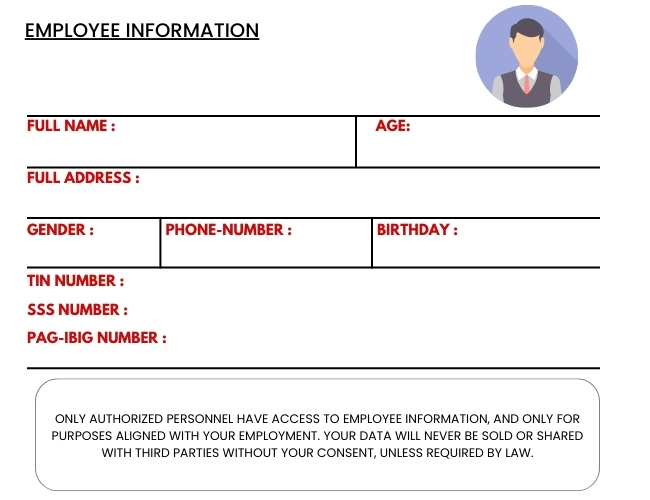 EMPLOYEE INFORMATION
FULL NAME :
AGE:
FULL ADDRESS :
GENDER :
PHONE-NUMBER :
BIRTHDAY :
TIN NUMBER :
SSS NUMBER :
PAG-IBIG NUMBER :
ONLY AUTHORIZED PERSONNEL HAVE ACCESS TO EMPLOYEE INFORMATION, AND ONLY FOR
PURPOSES ALIGNED WITH YOUR EMPLOYMENT. YOUR DATA WILL NEVER BE SOLD OR SHARED
WITH THIRD PARTIES WITHOUT YOUR CONSENT, UNLESS REQUIRED BY LAW.